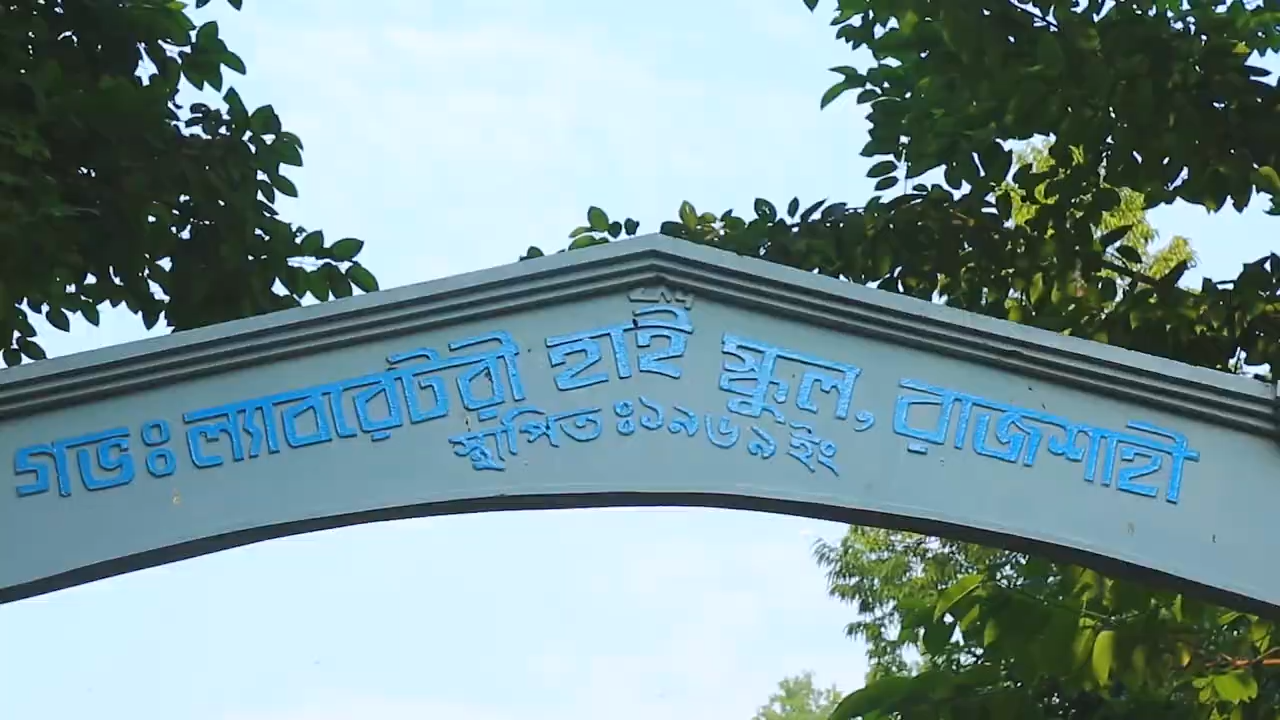 গভঃ ল্যাবরেটরী হাই স্কুল, রাজশাহী
স্থাপিত ঃ ১৯৬৯ ইং